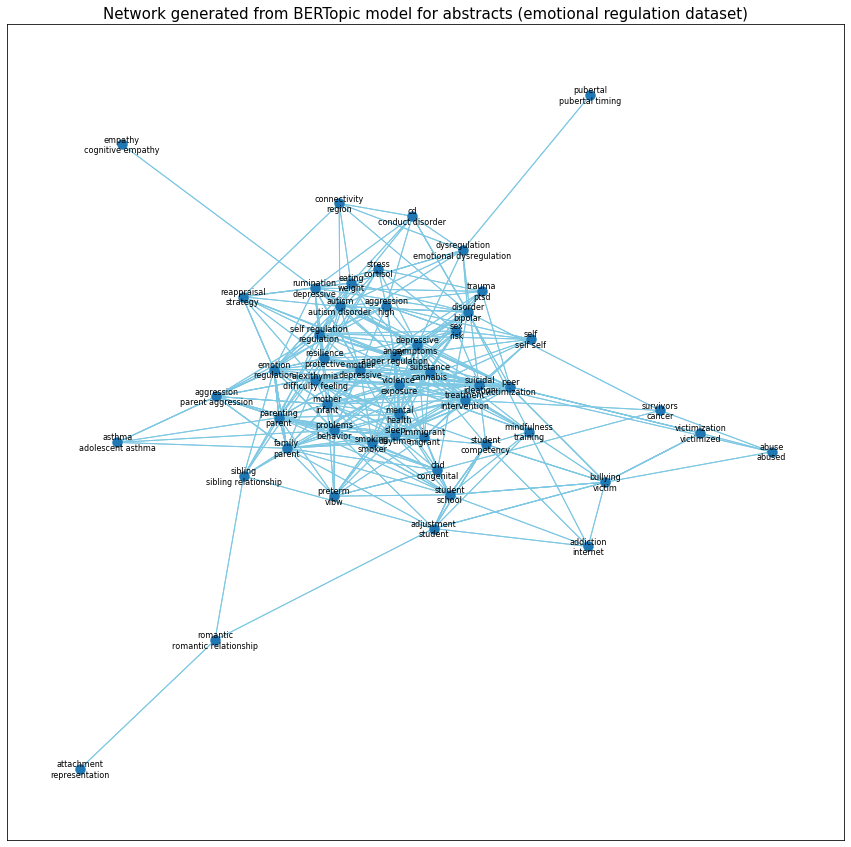 Network generated from BERTopic model for abstracts (emotional regulation dataset)
pubertal
pubertal timing
empathy
cognitive empathy
connectivity
region
cd
conduct disorder
dysregulation
emotional dysregulation
stress
cortisol
eating
weight
rumination
depressive
trauma
ptsd
reappraisal
strategy
autism
autism disorder
aggression
high
disorder
bipolar
sex
risk
self regulation
regulation
self
self self
depressive
symptoms
anger
anger regulation
resilience
protective
mother
depressive
substance
cannabis
emotion
regulation
alexithymia
difficulty feeling
violence
exposure
suicidal
ideation
peer
victimization
aggression
parent aggression
treatment
intervention
mother
infant
survivors
cancer
parenting
parent
mental
health
problems
behavior
sleep
daytime
immigrant
migrant
mindfulness
training
victimization
victimized
asthma
adolescent asthma
family
parent
smoking
smoker
student
competency
abuse
abused
sibling
sibling relationship
chd
congenital
bullying
victim
preterm
vlbw
student
school
adjustment
student
addiction
internet
romantic
romantic relationship
attachment
representation